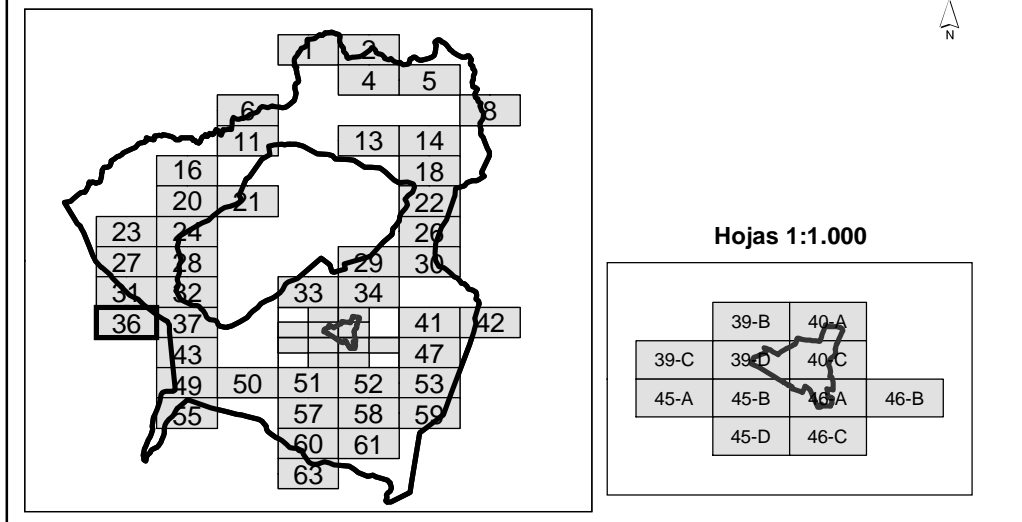 N
1 2
4 5
6 8
11 13 14
16 18
20 21 22
23 24 26
27 28 29 30
31 32 33 34
36 37 41 42
43 47
49 50 51 52 53
55 57 58 59
60 61
63
Hojas 1:1.000
39-B 40-A
39-C 39-D 40-C
45-A 45-B 46-A 46-B
45-D 46-C